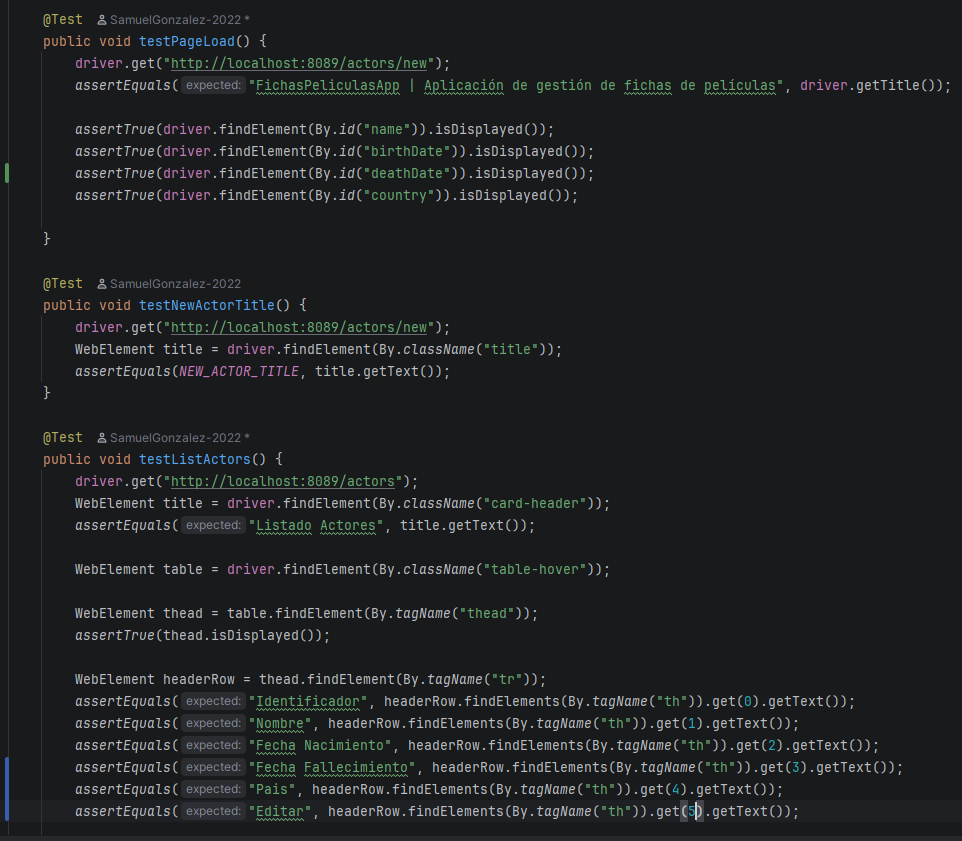 @Test SamuelGonzalez-2022 *
public void testPageLoad() {
driver.get("http://localhost:8089/actors/new");
assertEquals( expected: "FichasPeliculasApp | Aplicación de gestión de fichas de películas", driver.getTitle());
assertTrue(driver.findElement(By.id("name")).isDisplayed());
assertTrue(driver.findElement(By.id("birthDate")).isDisplayed());
assertTrue(driver.findElement(By.id("deathDate")).isDisplayed());
assertTrue(driver.findElement(By.id("country")).isDisplayed());
}
@Test SamuelGonzalez-2022
public void testNewActorTitle() {
driver.get("http://localhost:8089/actors/new");
WebElement title = driver.findElement(By.className("title"));
assertEquals(NEW_ACTOR_TITLE, title.getText());
}
@Test SamuelGonzalez-2022 *
public void testListActors() {
driver.get("http://localhost:8089/actors");
WebElement title = driver.findElement(By.className("card-header"));
assertEquals( expected: "Listado Actores", title.getText());
WebElement table = driver.findElement(By.className("table-hover"));
WebElement thead = table.findElement(By.tagName("thead"));
assertTrue(thead.isDisplayed());
WebElement headerRow = thead.findElement(By.tagName("tr"));
assertEquals( expected: "Identificador", headerRow.findElements(By.tagName("th")).get(0).getText());
assertEquals( expected: "Nombre", headerRow.findElements(By.tagName("th")).get(1).getText());
assertEquals( expected: "Fecha Nacimiento", headerRow.findElements(By.tagName("th")).get(2).getText());
assertEquals( expected: "Fecha Fallecimiento", headerRow.findElements(By.tagName("th")).get(3).getText());
assertEquals( expected: "Pais", headerRow.findElements(By.tagName("th")).get(4).getText());
assertEquals( expected: "Editar", headerRow.findElements(By.tagName("th")).get(5).getText());